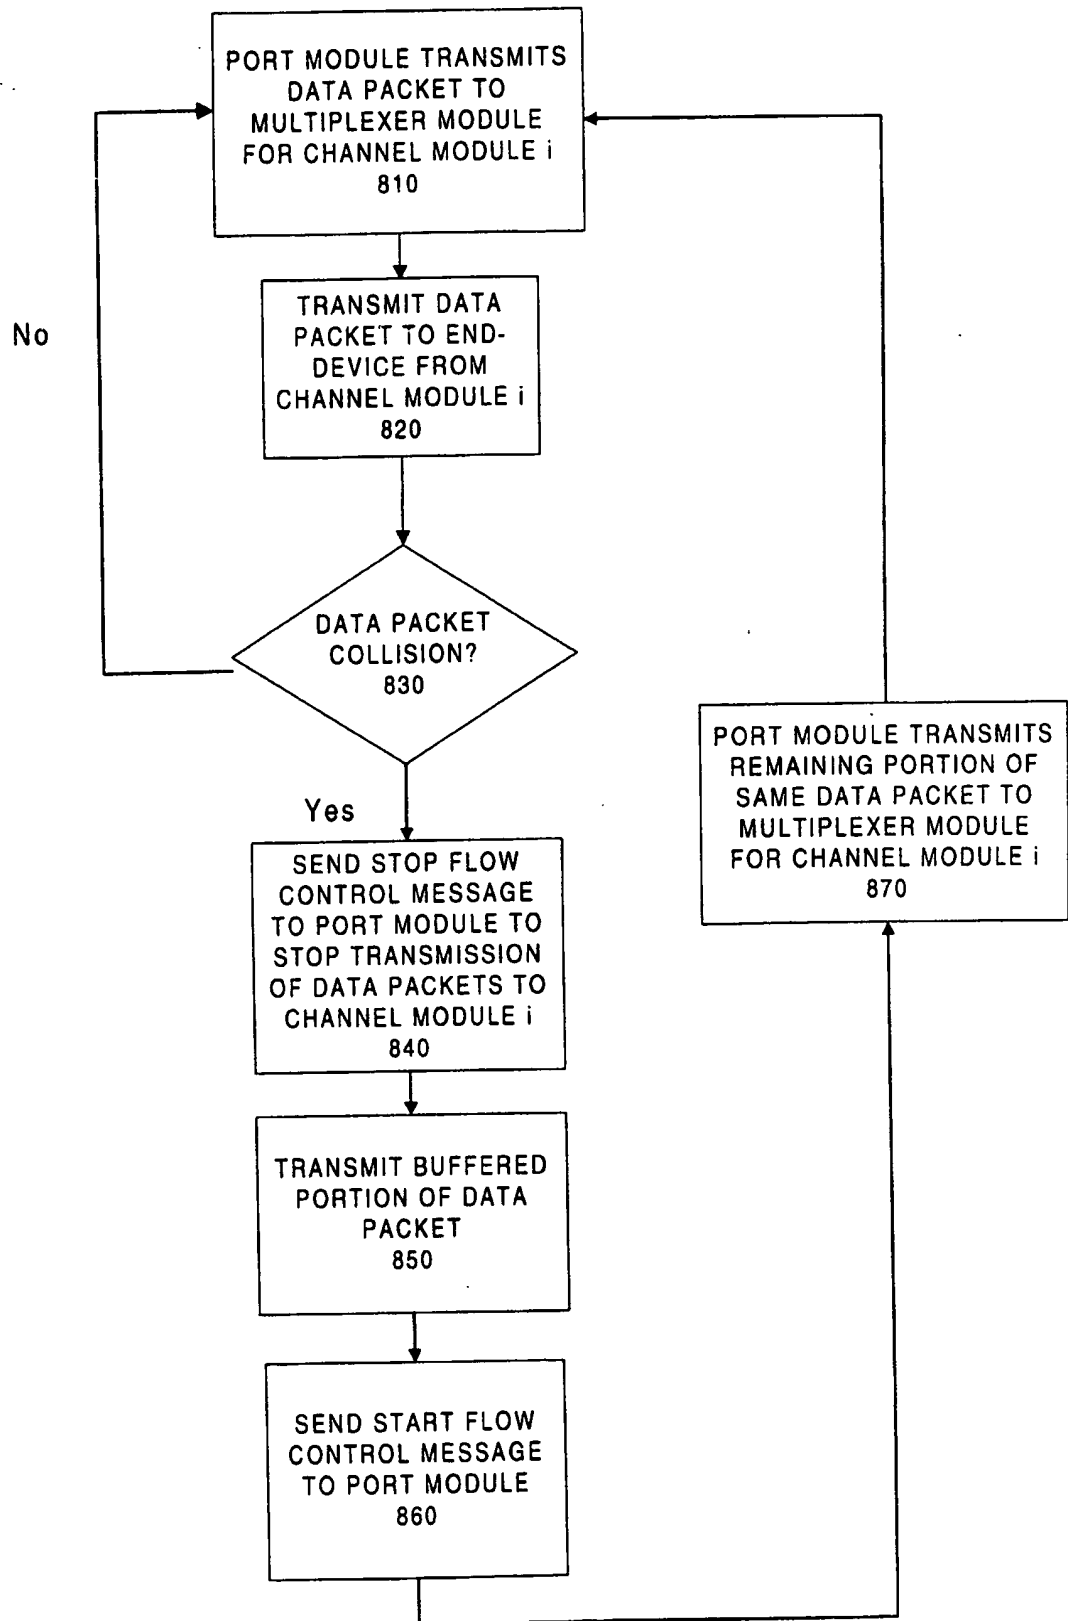 PORT MODULE TRANSMITS
DATA PACKET TO
MULTIPLEXER MODULE
FOR CHANNEL MODULE i
810
TRANSMIT DATA
PACKET TO END-
DEVICE FROM
CHANNEL MODULE i
820
No
DATA PACKET
COLLISION?
830
Yes
SEND STOP FLOW
CONTROL MESSAGE
TO PORT MODULE TO
STOP TRANSMISSION
OF DATA PACKETS TO
CHANNEL MODULE i
840
TRANSMIT BUFFERED
PORTION OF DATA
PACKET
850
SEND START FLOW
CONTROL MESSAGE
TO PORT MODULE
860
PORT MODULE TRANSMITS
REMAINING PORTION OF
SAME DATA PACKET TO
MULTIPLEXER MODULE
FOR CHANNEL MODULE i
870